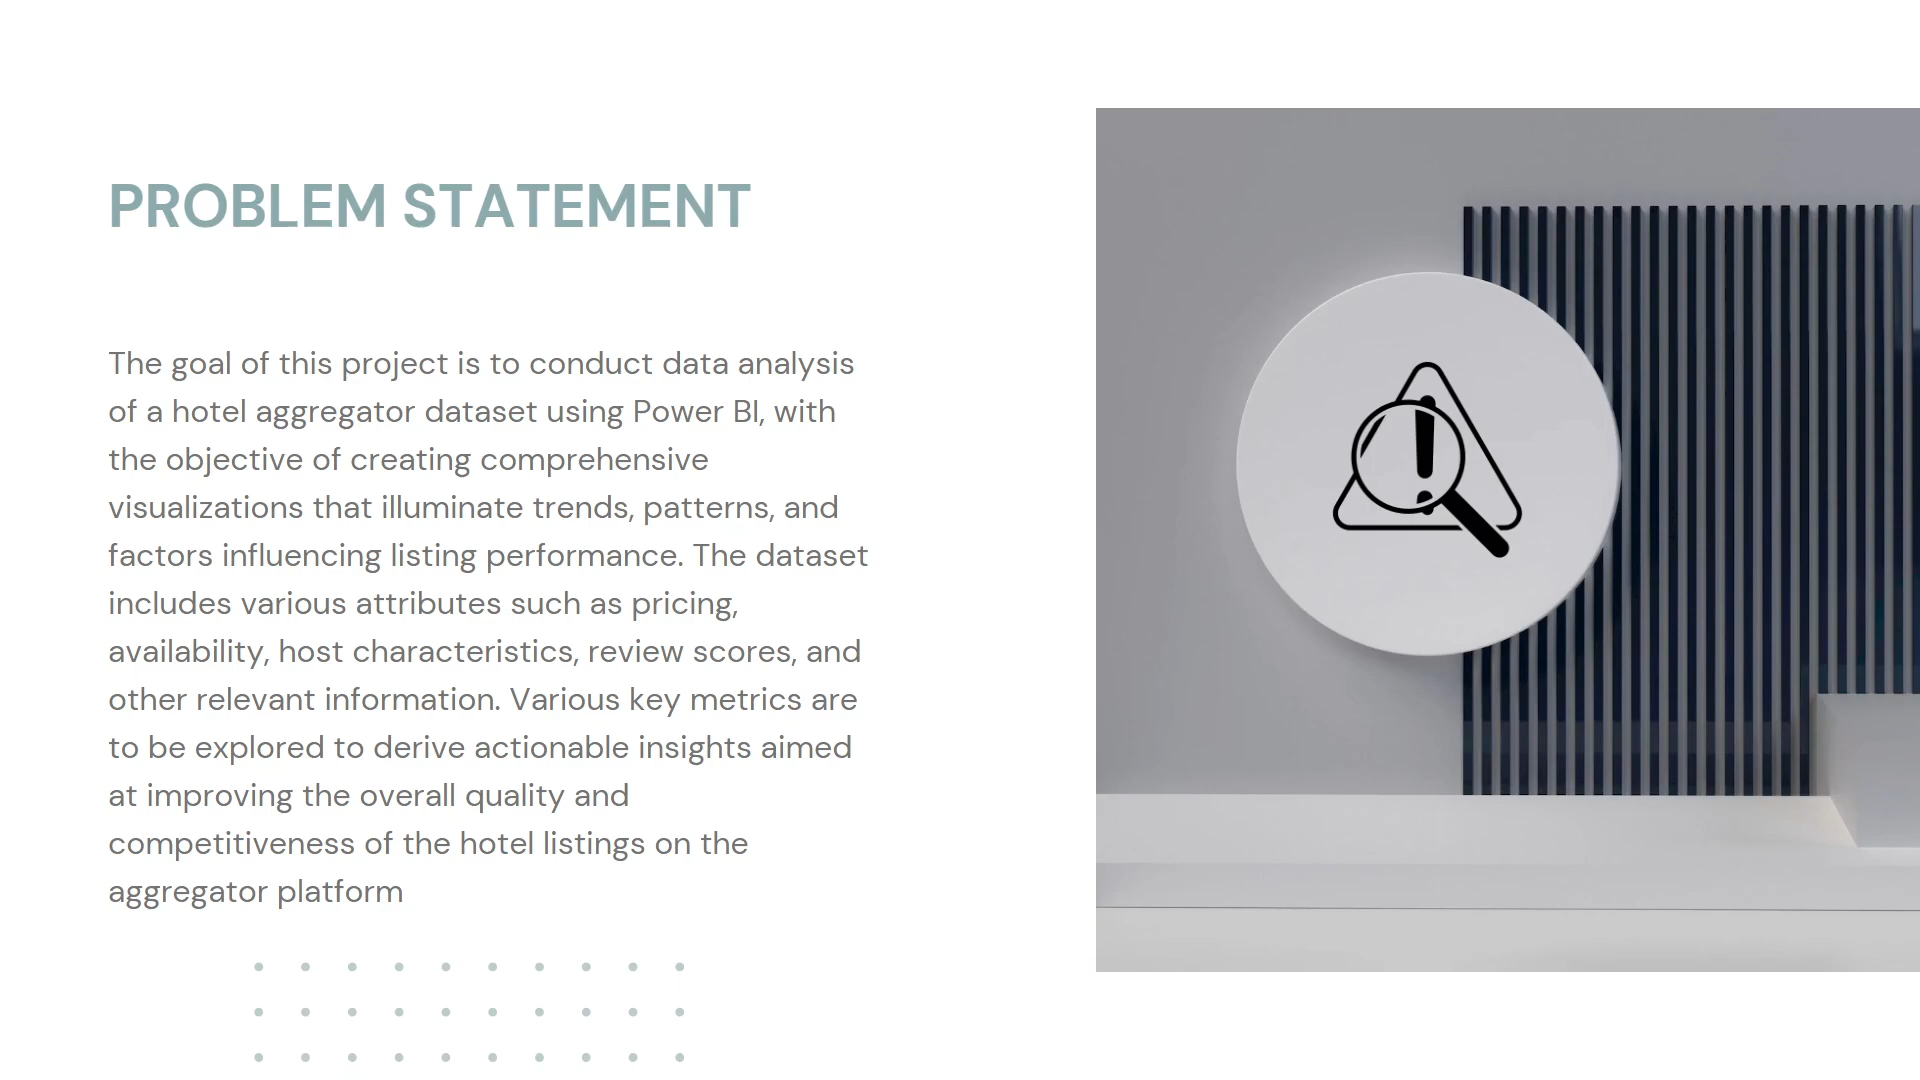 PROBLEM STATEMENT
The goal of this project is to conduct data analysis
of a hotel aggregator dataset using Power BI, with
the objective of creating comprehensive
visualizations that illuminate trends, patterns, and
factors influencing listing performance. The dataset
includes various attributes such as pricing,
availability, host characteristics, review scores, and
other relevant information. Various key metrics are
to be explored to derive actionable insights aimed
at improving the overall quality and
competitiveness of the hotel listings on the
aggregator platform